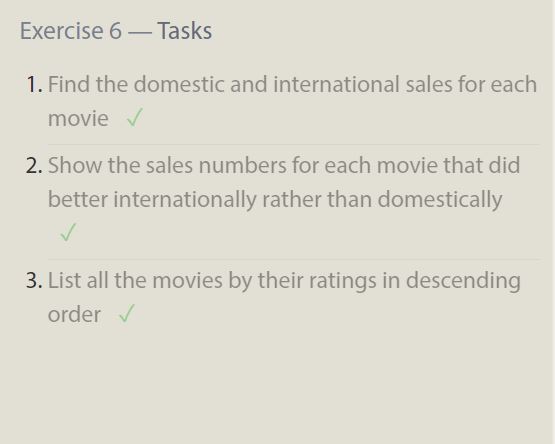 Exercise 6 — Tasks
1. Find the domestic and international sales for each
movie ✓
2. Show the sales numbers for each movie that did
better internationally rather than domestically
✓
3. List all the movies by their ratings in descending
order ✓